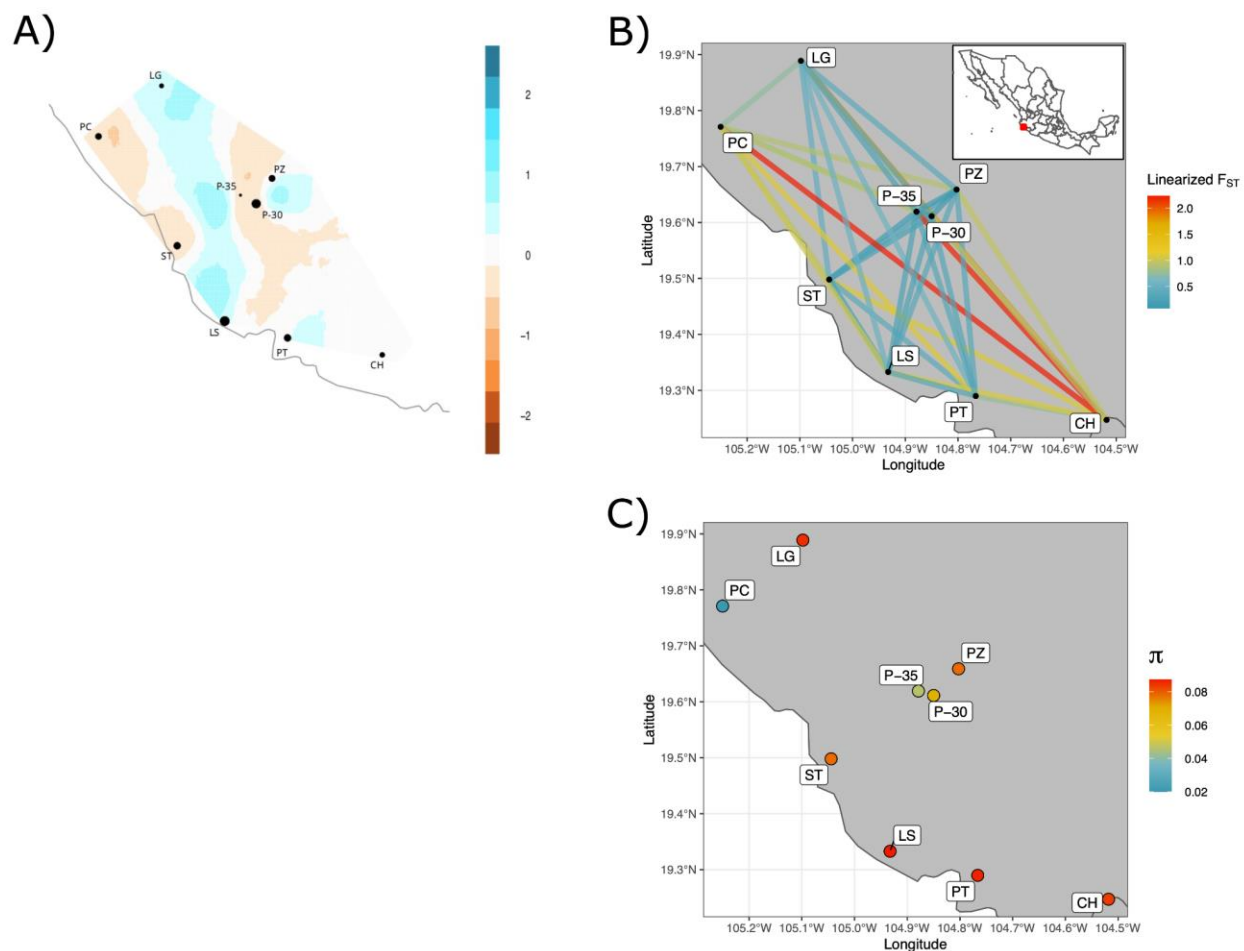 A)
LG
PC
PZ
P-35
P-30
ST
LS
PT
CH
2
1
0
−1
−2
B)
19.9°N
19.8°N
19.7°N
19.6°N
19.5°N
19.4°N
19.3°N
Latitude
LG
PC
PZ
P−35
P−30
ST
LS
PT
CH
105.2°W 105.1°W 105.0°W 104.9°W 104.8°W 104.7°W 104.6°W 104.5°W
Longitude
Linearized FST
2.0
1.5
1.0
0.5
C)
19.9°N
19.8°N
19.7°N
19.6°N
19.5°N
19.4°N
19.3°N
Latitude
LG
PC
PZ
P−35
P−30
ST
LS
PT
CH
105.2°W 105.1°W 105.0°W 104.9°W 104.8°W 104.7°W 104.6°W 104.5°W
Longitude
π
0.08
0.06
0.04
0.02